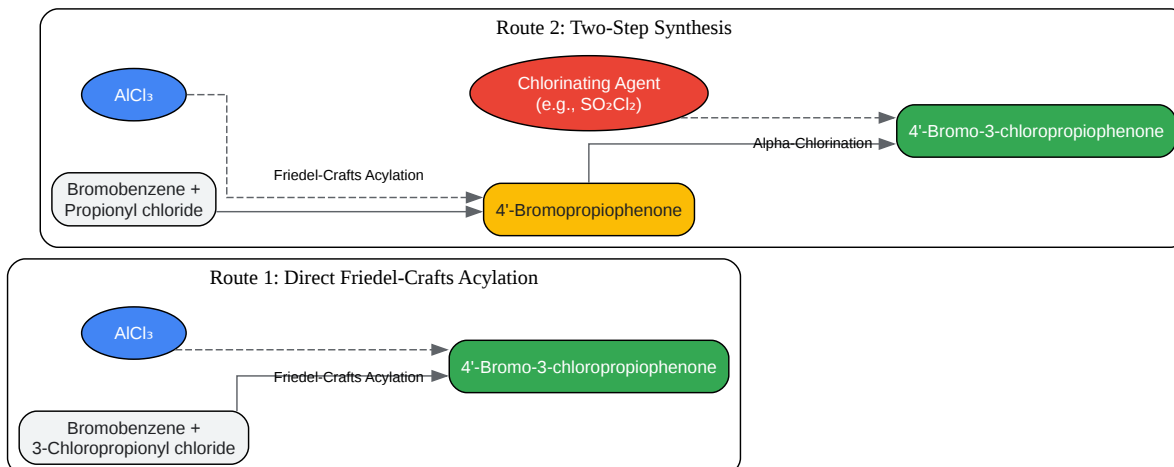 Route 2: Two-Step Synthesis
AlCl₃
Chlorinating Agent
(e.g., SO₂Cl₂)
4'-Bromo-3-chloropropiophenone
Alpha-Chlorination
Friedel-Crafts Acylation
Bromobenzene +
Propionyl chloride
4'-Bromopropiophenone
Route 1: Direct Friedel-Crafts Acylation
AlCl₃
4'-Bromo-3-chloropropiophenone
Friedel-Crafts Acylation
Bromobenzene +
3-Chloropropionyl chloride